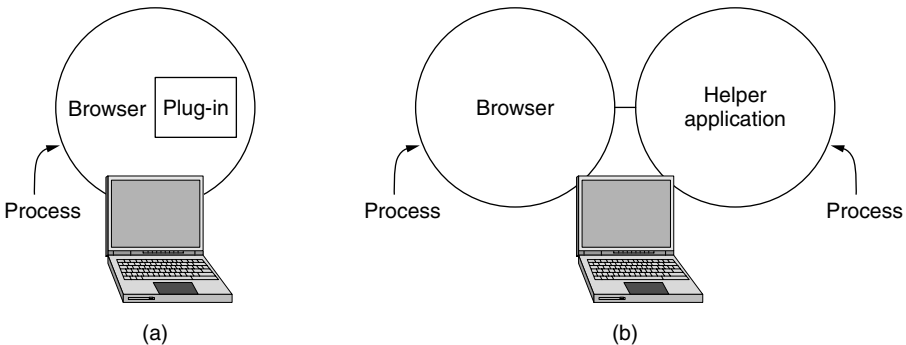 Browser
Plug-in
Process
(a)
Browser
Helper
application
Process
Process
(b)